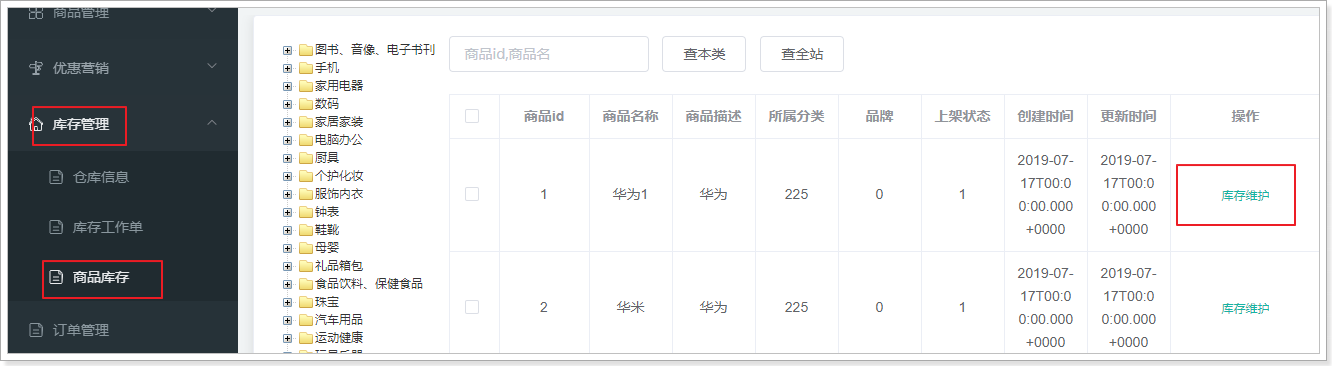 商品管理
优惠营销
库存管理
仓库信息
库存工作单
商品库存
订单管理
图书、音像、电子书刊
手机
家用电器
数码
家居家装
电脑办公
厨具
个护化妆
服饰内衣
钟表
鞋靴
母婴
礼品箱包
食品饮料、保健食品
珠宝
汽车用品
运动健康
玩具乐器
商品id,商品名 查本类 查全站
商品id 商品名称 商品描述 所属分类 品牌 上架状态 创建时间 更新时间 操作
1 华为1 华为 225 0 1 2019-07-17T00:00:00.000+0000 2019-07-17T00:00:00.000+0000 库存维护
2 华米 华为 225 0 1 2019-07-17T00:00:00.000+0000 2019-07-17T00:00:00.000+0000 库存维护